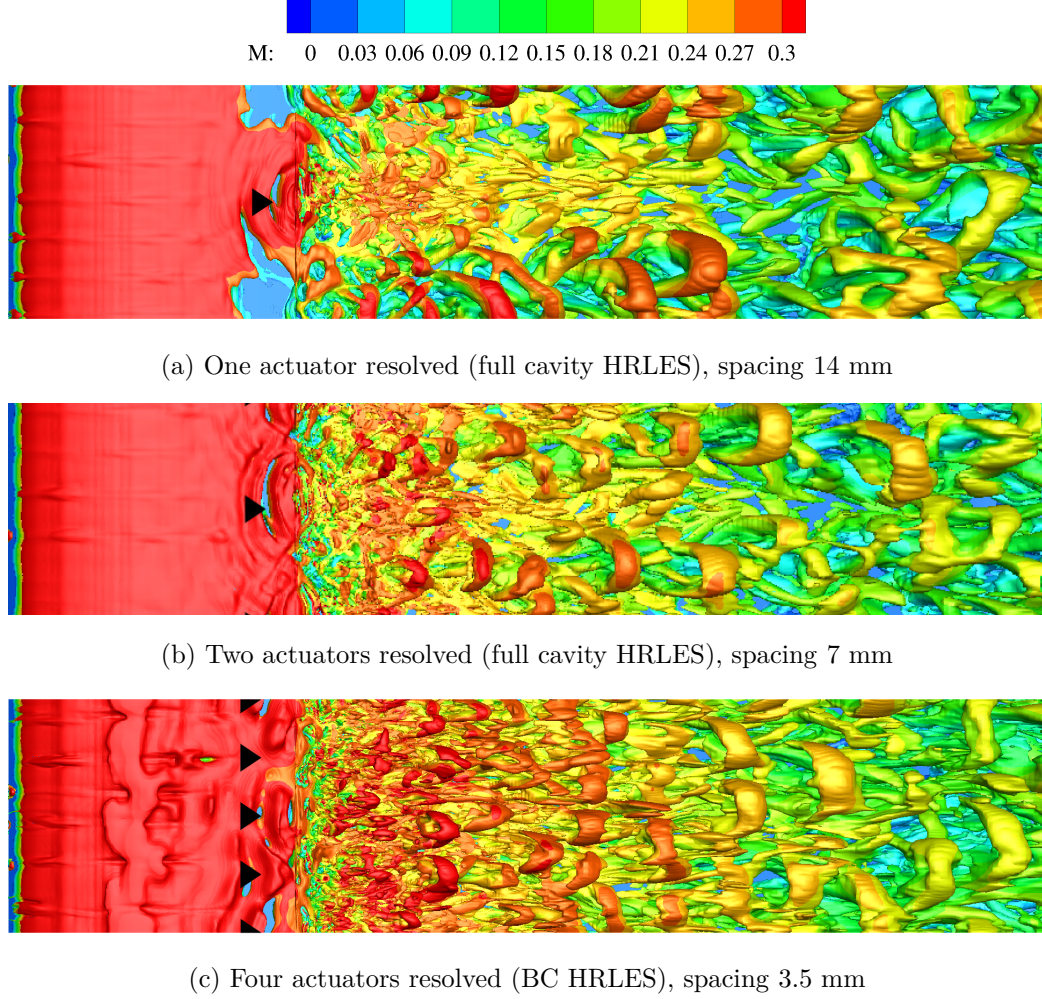 M: 0 0.03 0.06 0.09 0.12 0.15 0.18 0.21 0.24 0.27 0.3
(a) One actuator resolved (full cavity HRLES), spacing 14 mm
(b) Two actuators resolved (full cavity HRLES), spacing 7 mm
(c) Four actuators resolved (BC HRLES), spacing 3.5 mm